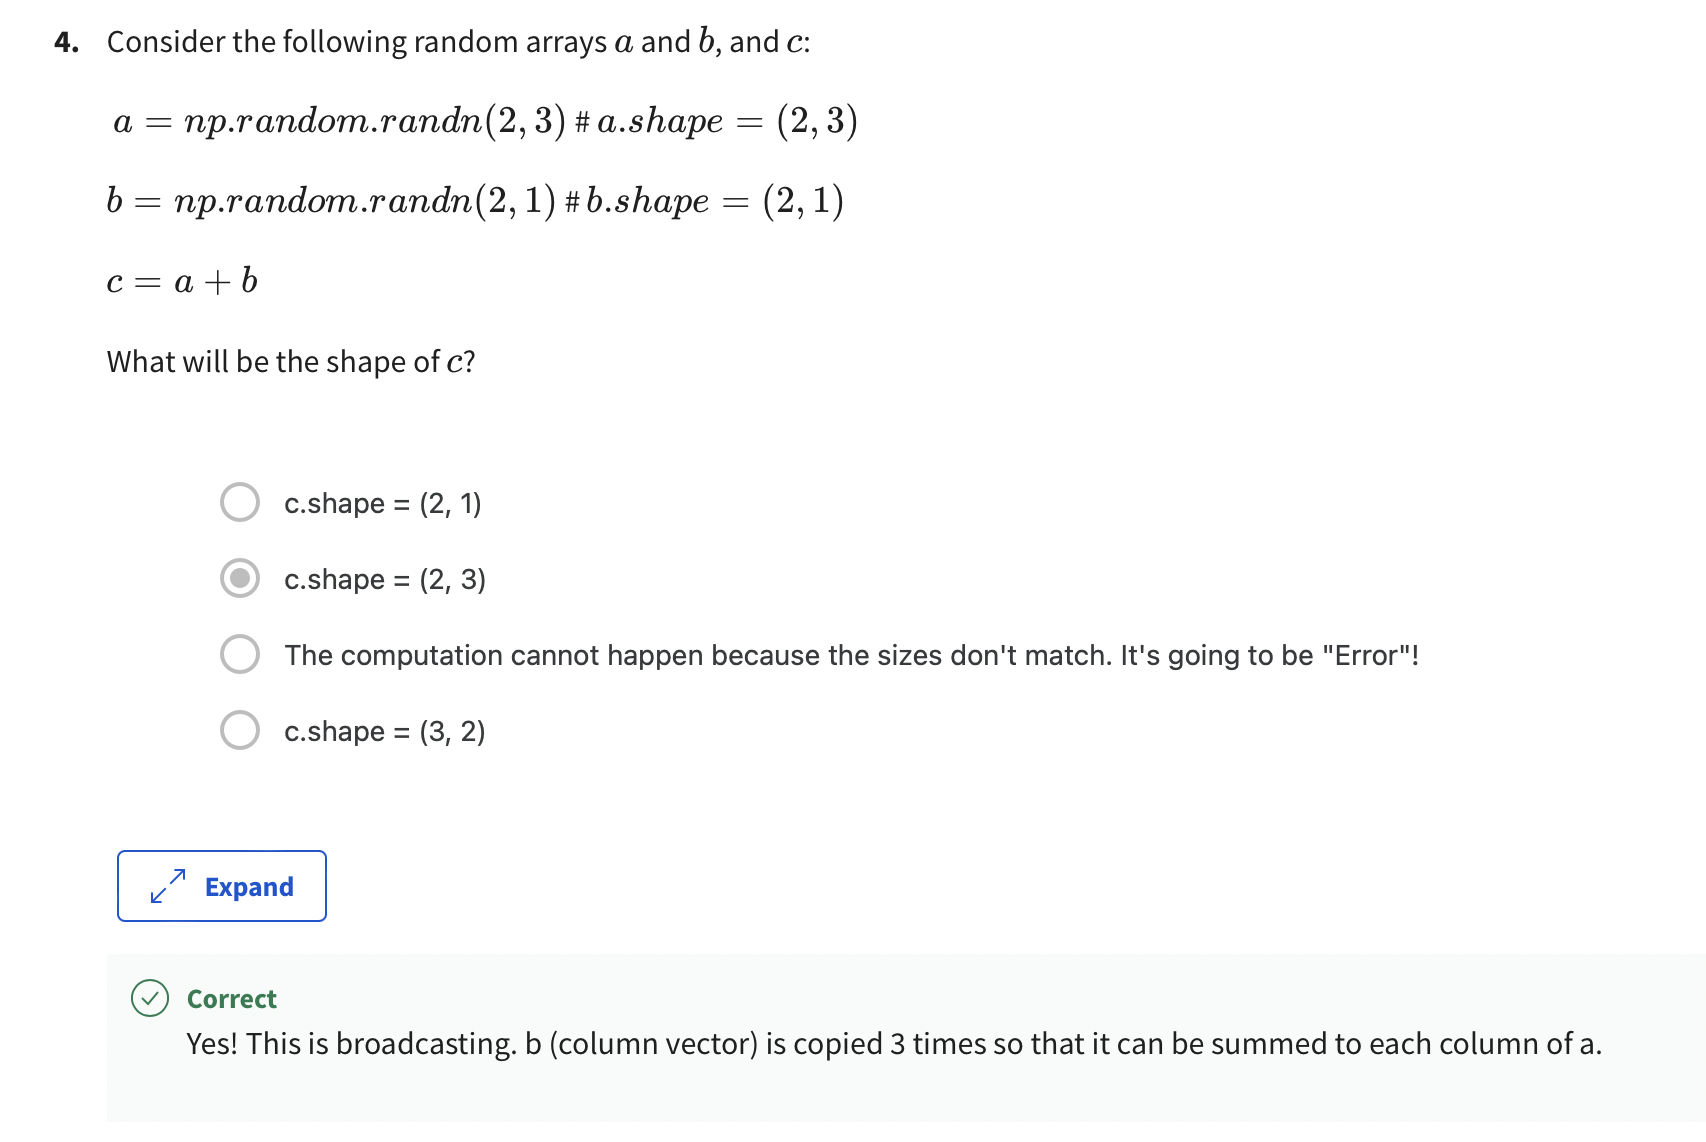 4. Consider the following random arrays a and b, and c:
a = np.random.randn(2, 3) # a.shape = (2, 3)
b = np.random.randn(2, 1) # b.shape = (2, 1)
c = a + b
What will be the shape of c?
c.shape = (2, 1)
c.shape = (2, 3)
The computation cannot happen because the sizes don't match. It's going to be "Error"!
c.shape = (3, 2)
Expand
Correct
Yes! This is broadcasting. b (column vector) is copied 3 times so that it can be summed to each column of a.